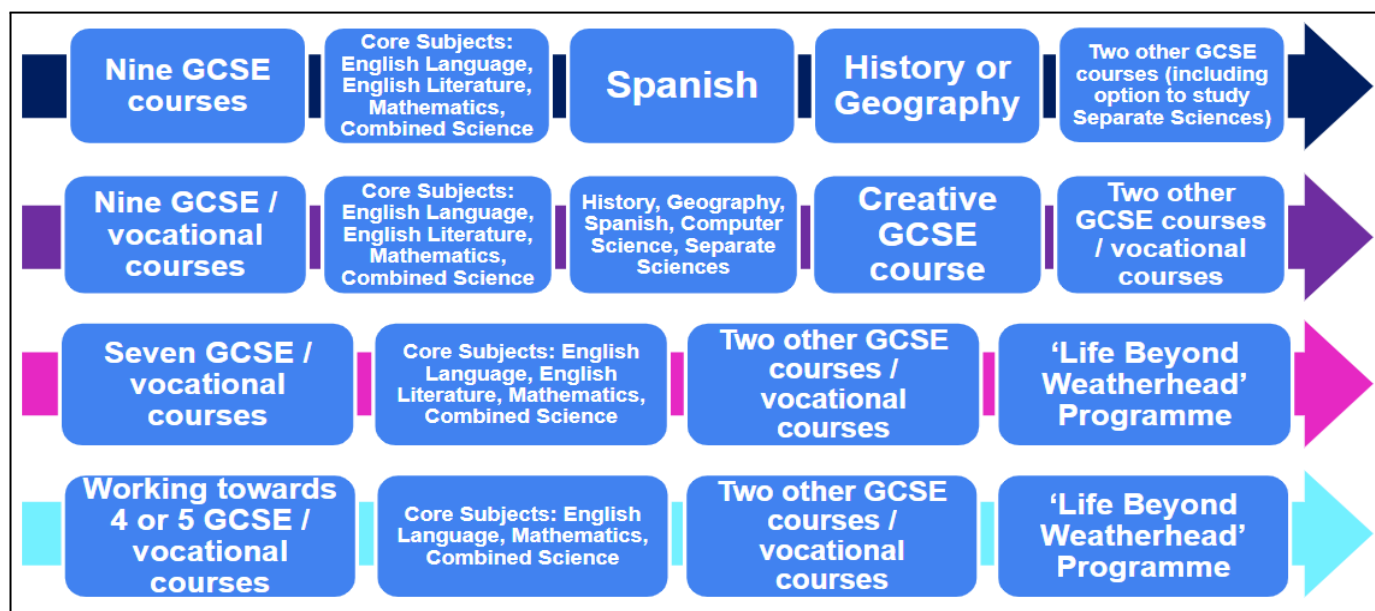 Nine GCSE
courses
Core Subjects:
English Language,
English Literature,
Mathematics,
Combined Science
Spanish
History or
Geography
Two other GCSE
courses (including
option to study
Separate Sciences)
Nine GCSE /
vocational
courses
Core Subjects:
English Language,
English Literature,
Mathematics,
Combined Science
History, Geography,
Spanish, Computer
Science, Separate
Sciences
Creative
GCSE
course
Two other
GCSE courses
/ vocational
courses
Seven GCSE /
vocational
courses
Core Subjects: English
Language, English
Literature, Mathematics,
Combined Science
Two other GCSE
courses /
vocational
courses
‘Life Beyond
Weatherhead’
Programme
Working towards
4 or 5 GCSE /
vocational
courses
Core Subjects: English
Language, Mathematics,
Combined Science
Two other GCSE
courses /
vocational
courses
‘Life Beyond
Weatherhead’
Programme